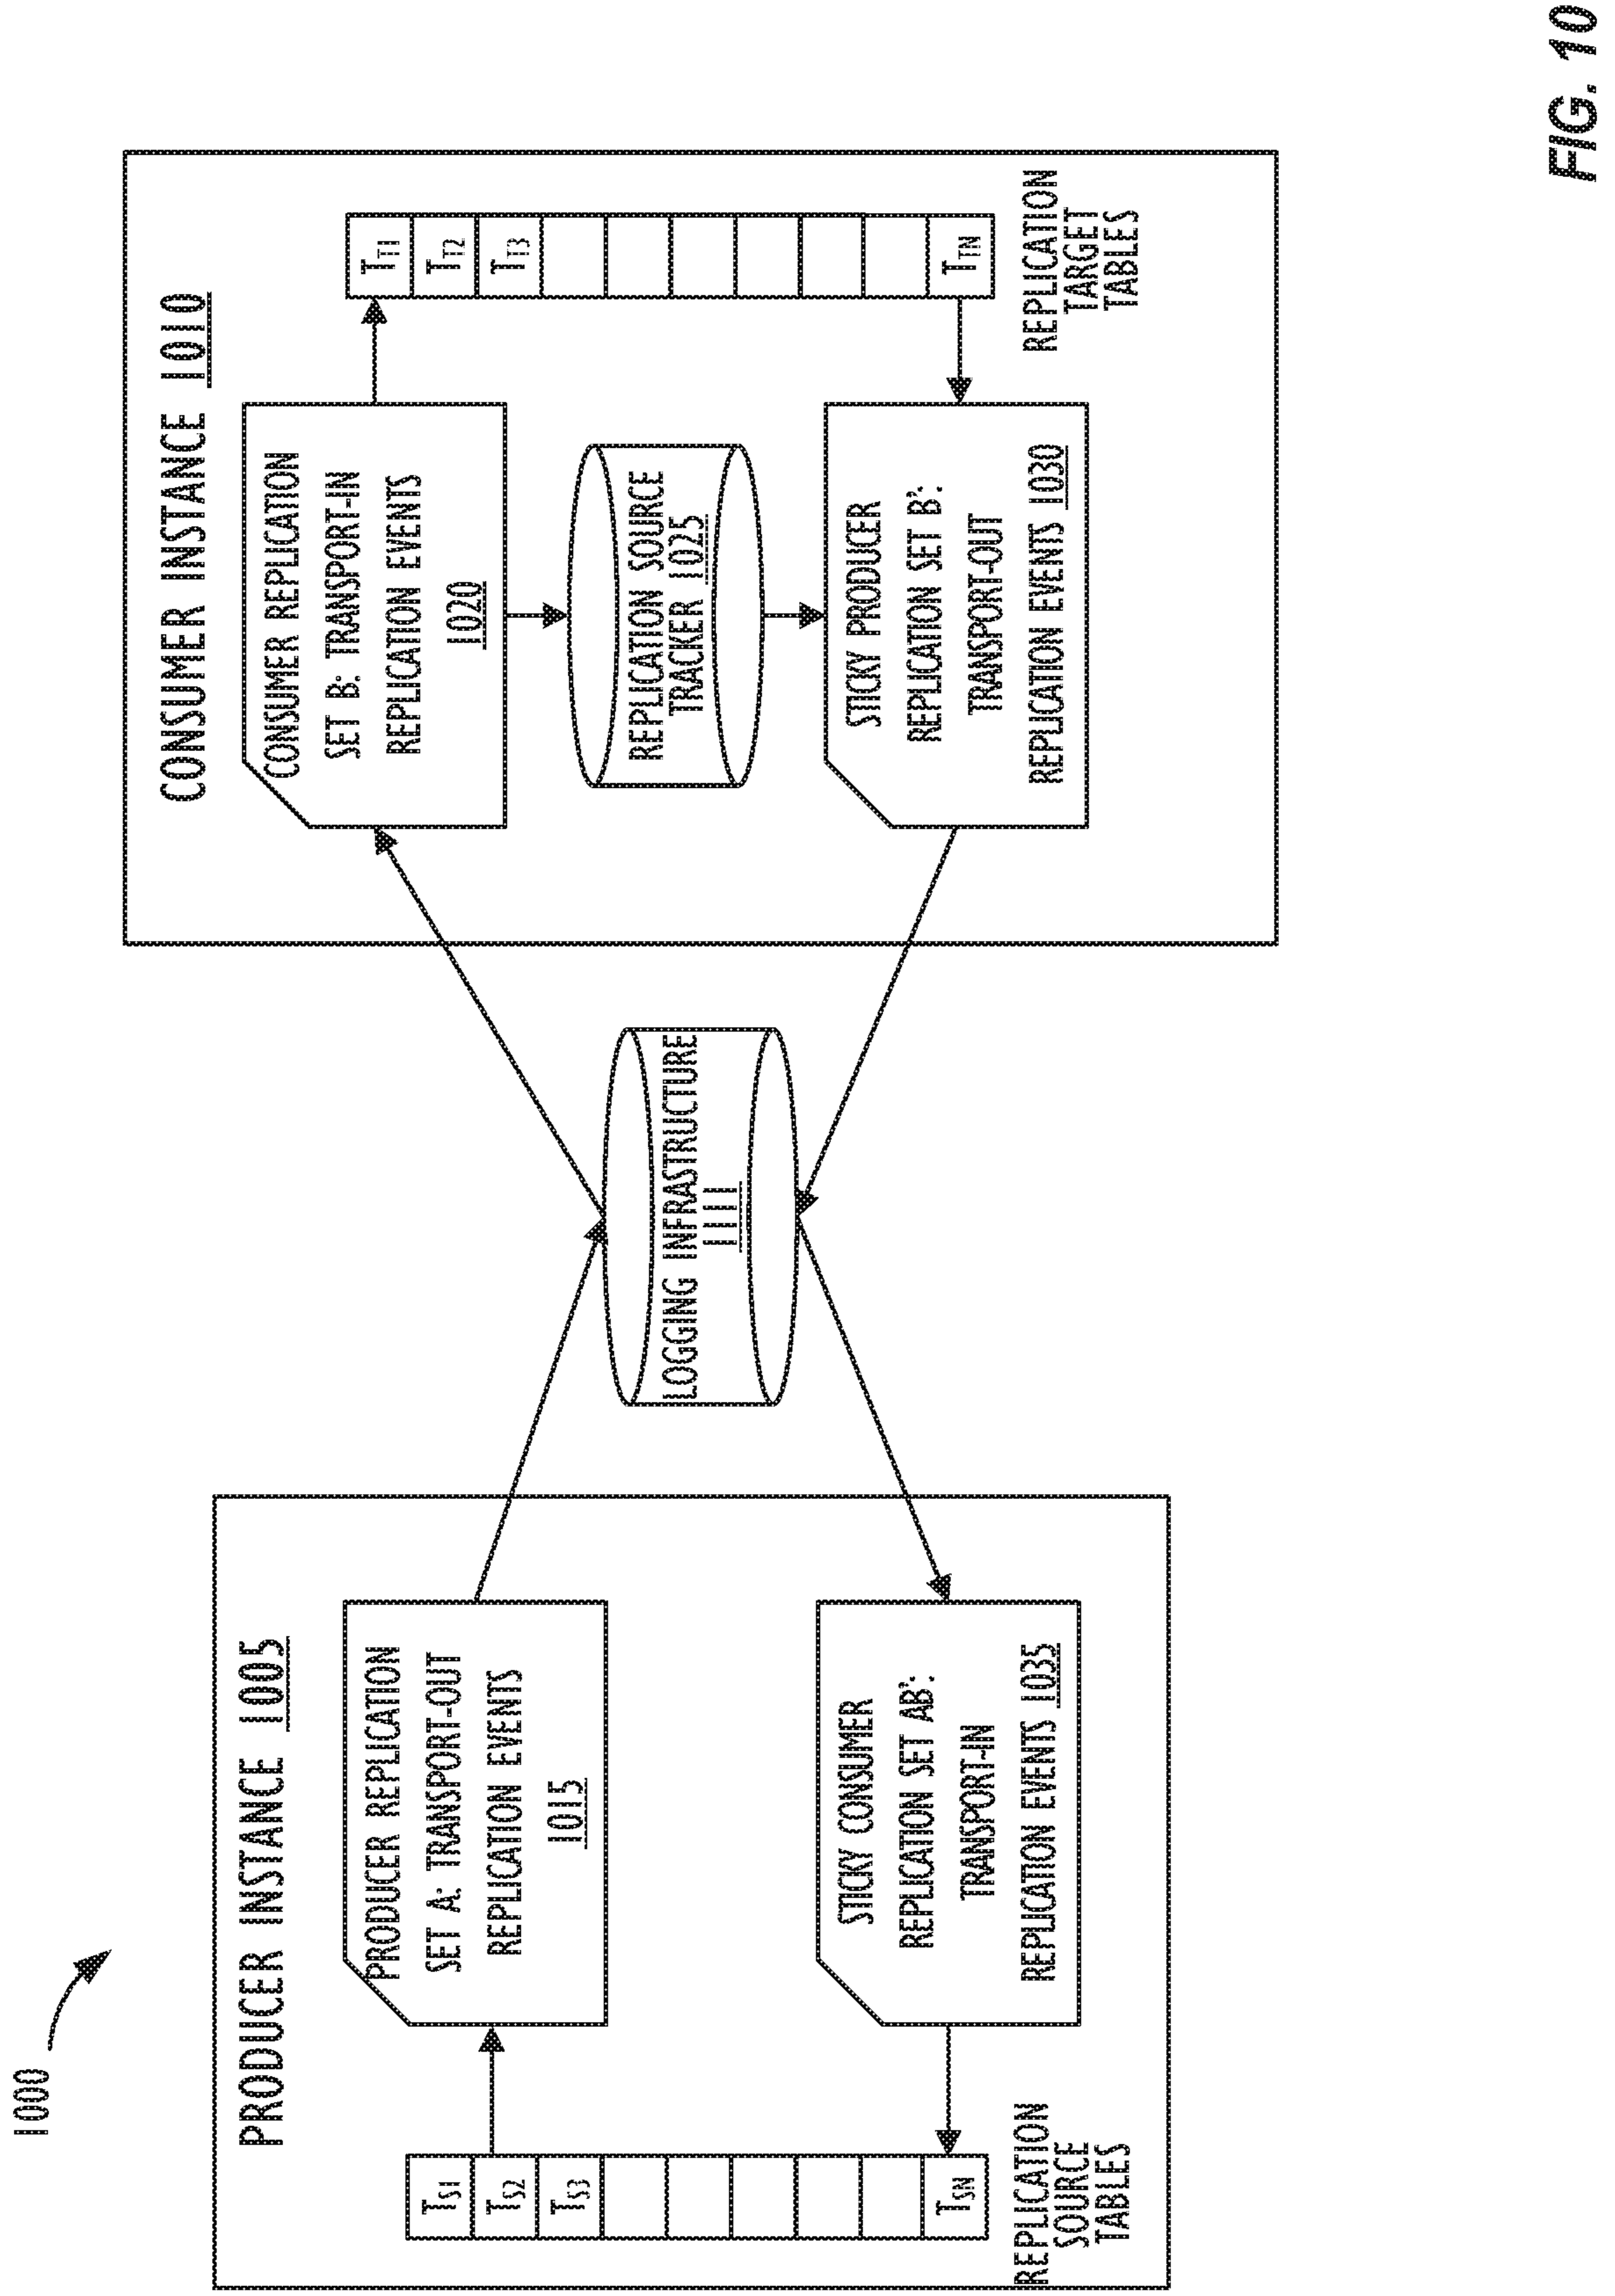 1000
PRODUCER INSTANCE 1005
TS1
TS2
TS3
TSN
REPLICATION
SOURCE
TABLES
PRODUCER REPLICATION
SET A: TRANSPORT-OUT
REPLICATION EVENTS
1015
STICKY CONSUMER
REPLICATION SET AB':
TRANSPORT-IN
REPLICATION EVENTS 1035
LOGGING INFRASTRUCTURE
1111
CONSUMER INSTANCE 1010
CONSUMER REPLICATION
SET B: TRANSPORT-IN
REPLICATION EVENTS
1020
REPLICATION SOURCE
TRACKER 1025
STICKY PRODUCER
REPLICATION SET B':
TRANSPORT-OUT
REPLICATION EVENTS 1030
TT1
TT2
TT3
TTN
REPLICATION
TARGET
TABLES
FIG. 10